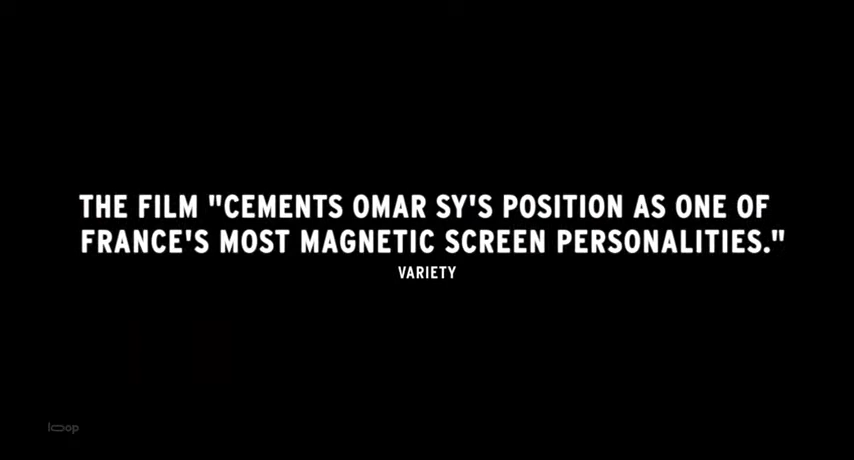 THE FILM "CEMENTS OMAR SY'S POSITION AS ONE OF
FRANCE'S MOST MAGNETIC SCREEN PERSONALITIES."
VARIETY
loop